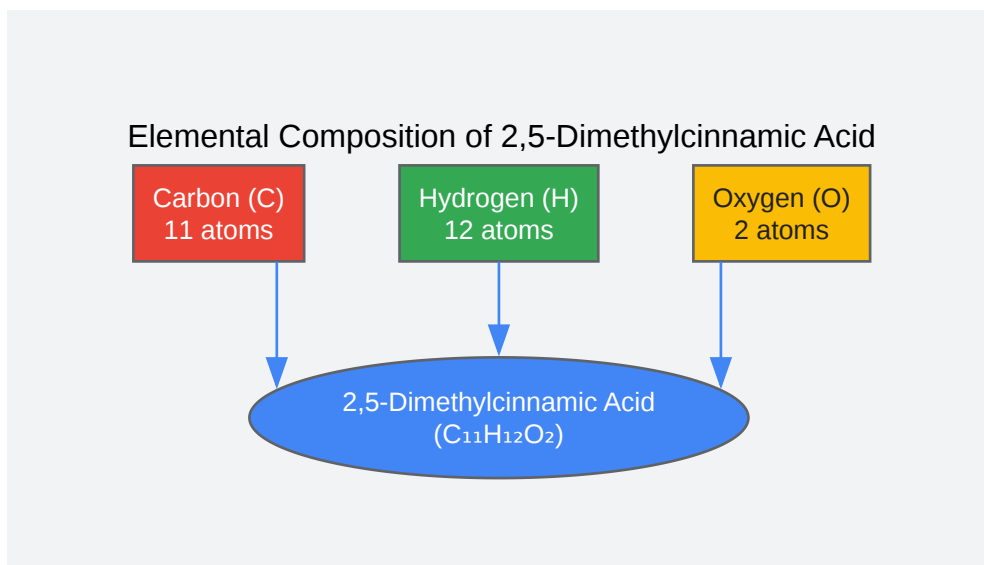 Elemental Composition of 2,5-Dimethylcinnamic Acid
Carbon (C)
11 atoms
Hydrogen (H)
12 atoms
Oxygen (O)
2 atoms
2,5-Dimethylcinnamic Acid
(C₁₁H₁₂O₂)